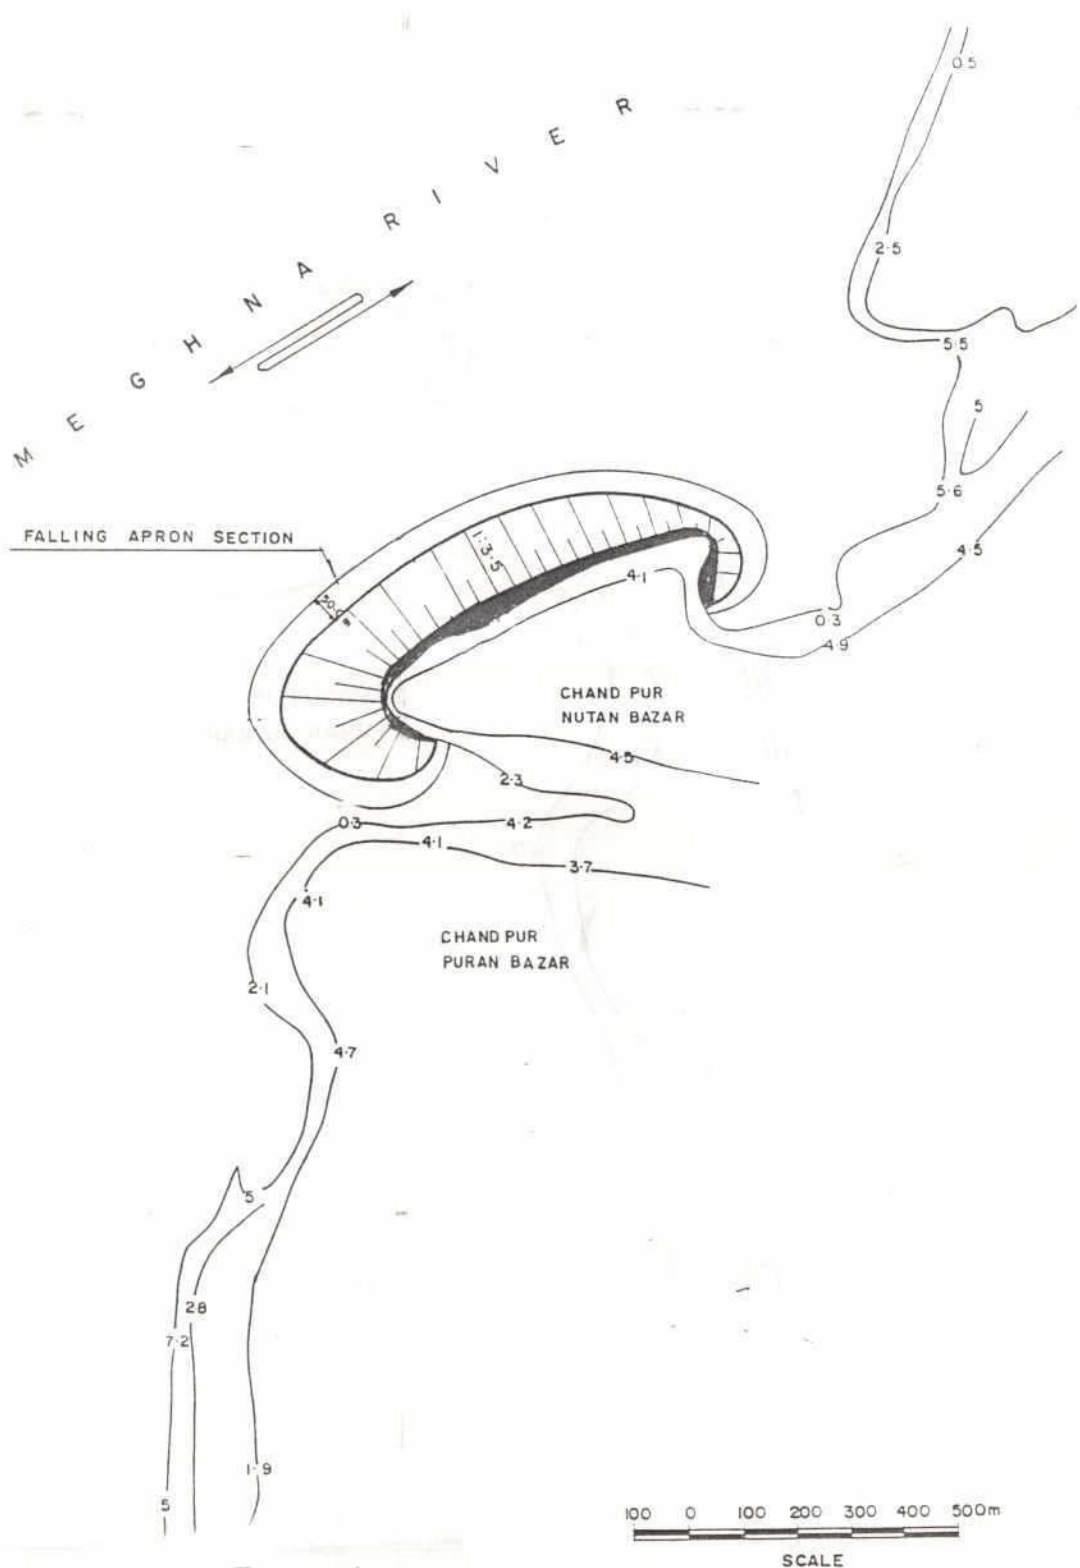 MEGHNA RIVER
0.5
2.5
5.5
5
5.6
4.5
FALLING APRON SECTION
1:3.5
4.1
50.0 m
0.3
4.9
CHAND PUR
NUTAN BAZAR
4.5
2.3
0.3
4.2
4.1
3.7
4.1
CHAND PUR
PURAN BAZAR
2.1
4.7
5
28
7.2
1.9
5
100 0 100 200 300 400 500m
SCALE